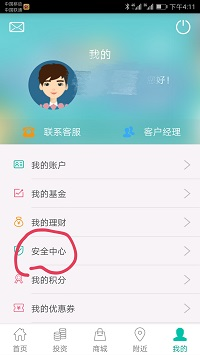 中国移动
中国联通
下午4:11
我的
好!
联系客服
客户经理
我的账户
我的基金
我的理财
安全中心
我的积分
我的优惠券
首页 投资 商城 附近 我的